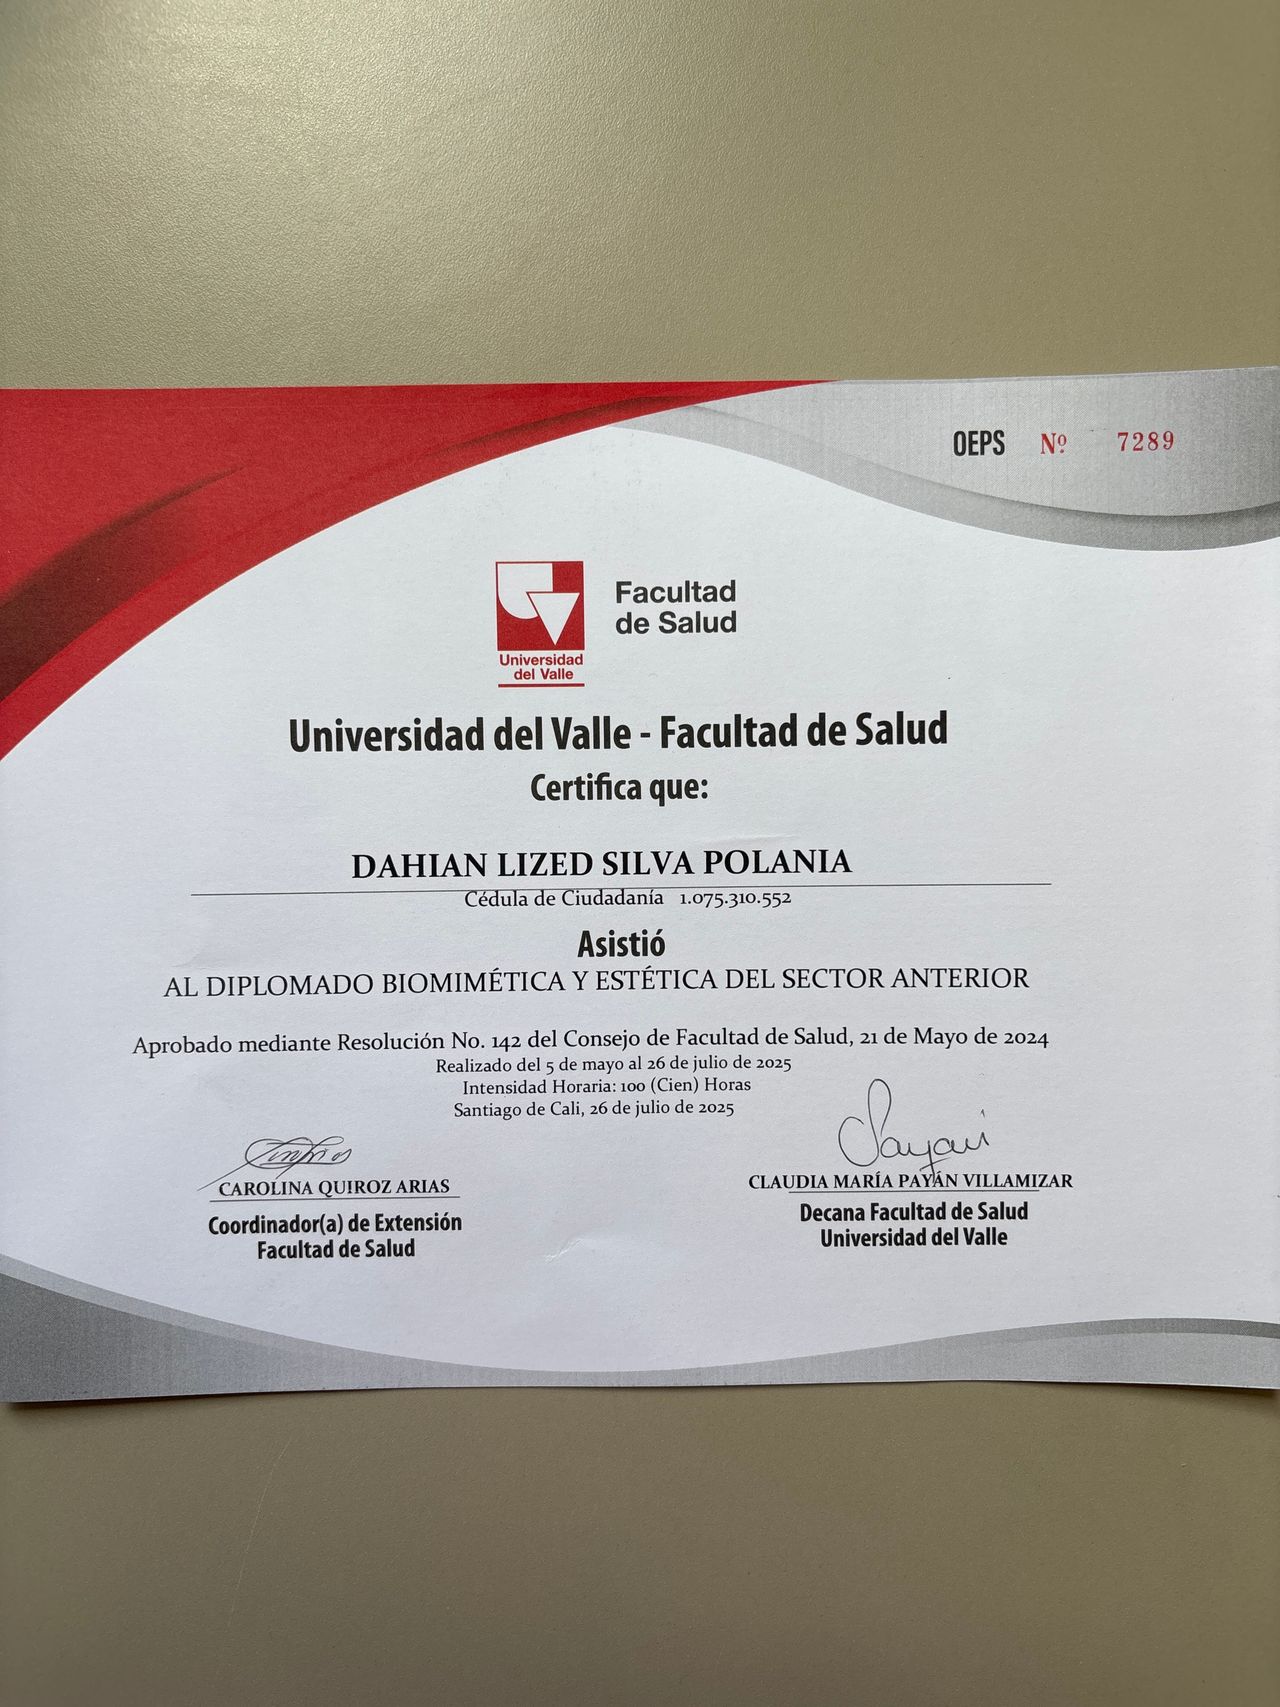 OEPS Nº 7289
Facultad
de Salud
Universidad
del Valle
Universidad del Valle - Facultad de Salud
Certifica que:
DAHIAN LIZED SILVA POLANIA
Cédula de Ciudadanía 1.075.310.552
Asistió
AL DIPLOMADO BIOMIMÉTICA Y ESTÉTICA DEL SECTOR ANTERIOR
Aprobado mediante Resolución No. 142 del Consejo de Facultad de Salud, 21 de Mayo de 2024
Realizado del 5 de mayo al 26 de julio de 2025
Intensidad Horaria: 100 (Cien) Horas
Santiago de Cali, 26 de julio de 2025
CAROLINA QUIROZ ARIAS
Coordinador(a) de Extensión
Facultad de Salud
Payan
CLAUDIA MARÍA PAYÁN VILLAMIZAR
Decana Facultad de Salud
Universidad del Valle